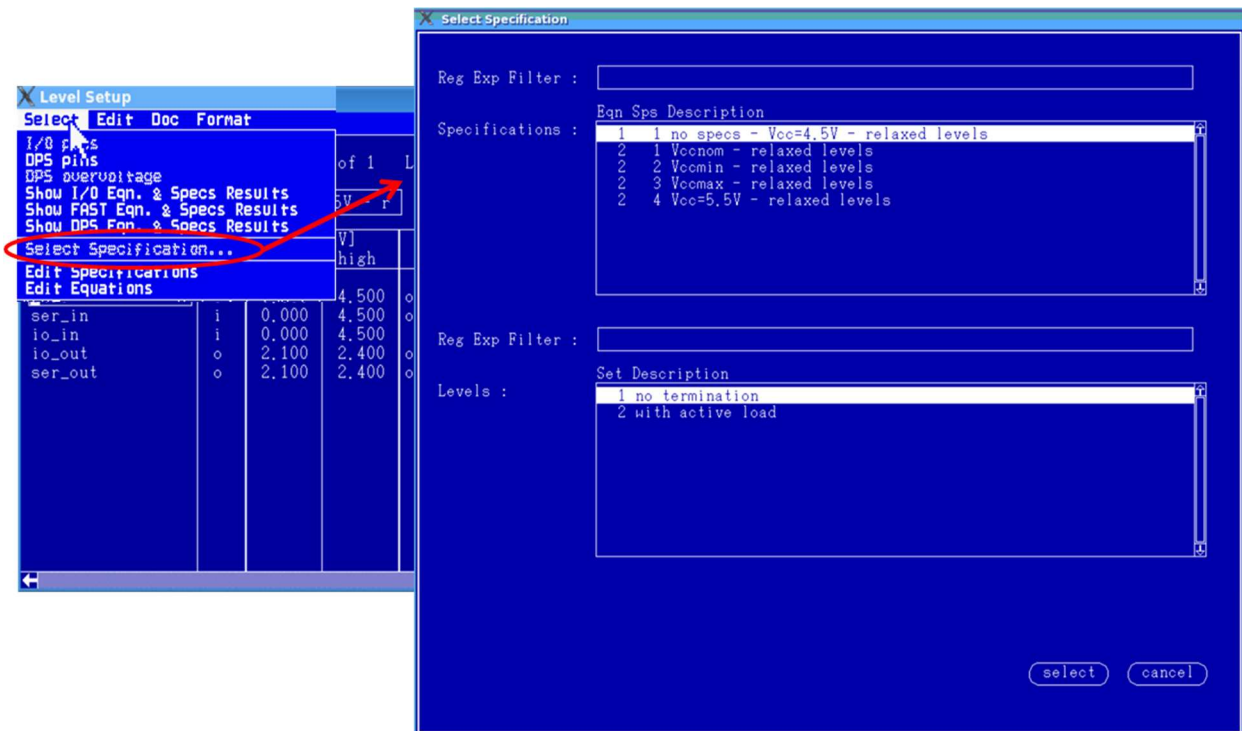 Level Setup
Select Edit Doc Format
I/O pins
DPS pins
DPS overvoltage
Show I/O Eqn. & Specs Results
Show FAST Eqn. & Specs Results
Show DPS Eqn. & Specs Results
Select Specification...
Edit Specifications
Edit Equations
of 1 L
5V - r
V]
high
4.500 o
ser_in i 0.000 4.500 o
io_in i 0.000 4.500
io_out o 2.100 2.400 o
ser_out o 2.100 2.400 o
Select Specification
Reg Exp Filter :
Eqn Sps Description
Specifications :
1 1 no specs - Vcc=4.5V - relaxed levels
2 1 Vccnom - relaxed levels
2 2 Vccmin - relaxed levels
2 3 Vccmax - relaxed levels
2 4 Vcc=5.5V - relaxed levels
Reg Exp Filter :
Set Description
Levels :
1 no termination
2 with active load
select cancel